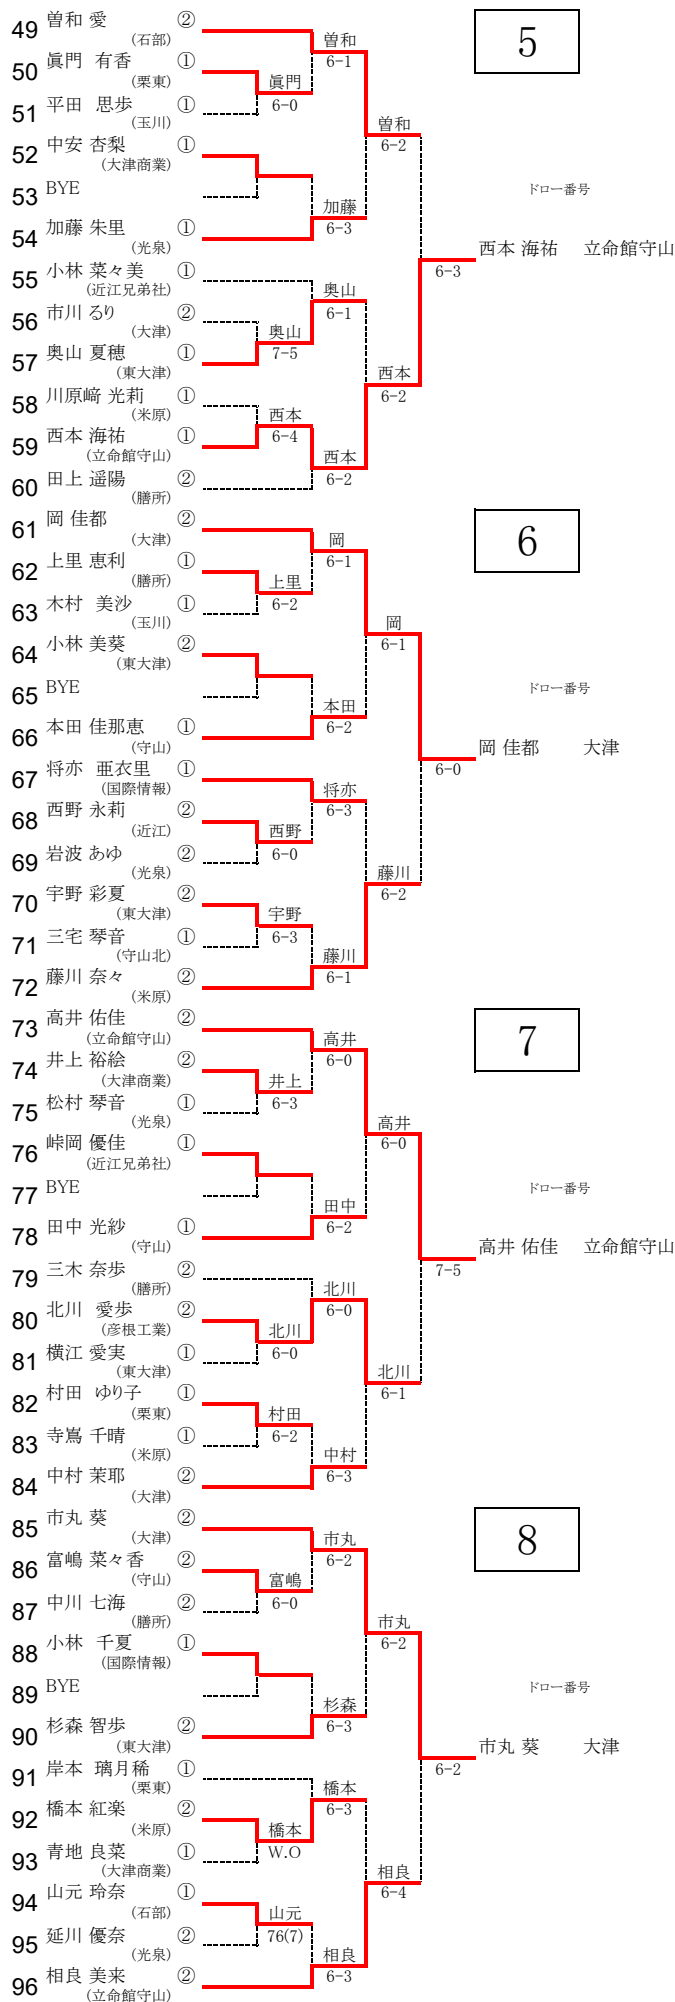 5
49 曽和 愛 ②
(石部)
曽和
6-1
50 眞門 有香 ①
(栗東)
眞門
6-0
51 平田 思歩 ①
(玉川)
曽和
6-2
52 中安 杏梨 ①
(大津商業)
53 BYE
ドロー番号
加藤
6-3
54 加藤 朱里 ①
(光泉)
西本 海祐 立命館守山
6-3
55 小林 菜々美 ①
(近江兄弟社)
奥山
6-1
56 市川 るり ②
(大津)
奥山
7-5
57 奥山 夏穂 ①
(東大津)
西本
6-2
58 川原﨑 光莉 ①
(米原)
西本
6-4
59 西本 海祐 ①
(立命館守山)
西本
6-2
60 田上 遥陽 ②
(膳所)
6
61 岡 佳都 ②
(大津)
岡
6-1
62 上里 恵利 ①
(膳所)
上里
6-2
63 木村 美沙 ①
(玉川)
岡
6-1
64 小林 美葵 ②
(東大津)
65 BYE
ドロー番号
本田
6-2
66 本田 佳那恵 ①
(守山)
岡 佳都 大津
6-0
67 将亦 亜衣里 ①
(国際情報)
将亦
6-3
68 西野 永莉 ②
(近江)
西野
6-0
69 岩波 あゆ ②
(光泉)
藤川
6-2
70 宇野 彩夏 ②
(東大津)
宇野
6-3
71 三宅 琴音 ①
(守山北)
藤川
6-1
72 藤川 奈々 ②
(米原)
7
73 高井 佑佳 ②
(立命館守山)
高井
6-0
74 井上 裕絵 ②
(大津商業)
井上
6-3
75 松村 琴音 ①
(光泉)
高井
6-0
76 峠岡 優佳 ①
(近江兄弟社)
77 BYE
ドロー番号
田中
6-2
78 田中 光紗 ①
(守山)
高井 佑佳 立命館守山
7-5
79 三木 奈歩 ②
(膳所)
北川
6-0
80 北川 愛歩 ②
(彦根工業)
北川
6-0
81 横江 愛実 ①
(東大津)
北川
6-1
82 村田 ゆり子 ①
(栗東)
村田
6-2
83 寺嶌 千晴 ①
(米原)
中村
6-3
84 中村 茉耶 ②
(大津)
8
85 市丸 葵 ②
(大津)
市丸
6-2
86 富嶋 菜々香 ②
(守山)
富嶋
6-0
87 中川 七海 ②
(膳所)
市丸
6-2
88 小林 千夏 ①
(国際情報)
89 BYE
ドロー番号
杉森
6-3
90 杉森 智歩 ②
(東大津)
市丸 葵 大津
6-2
91 岸本 璃月稀 ①
(栗東)
橋本
6-3
92 橋本 紅楽 ②
(米原)
橋本
W.O
93 青地 良菜 ①
(大津商業)
相良
6-4
94 山元 玲奈 ①
(石部)
山元
76(7)
95 延川 優奈 ②
(光泉)
相良
6-3
96 相良 美来 ②
(立命館守山)